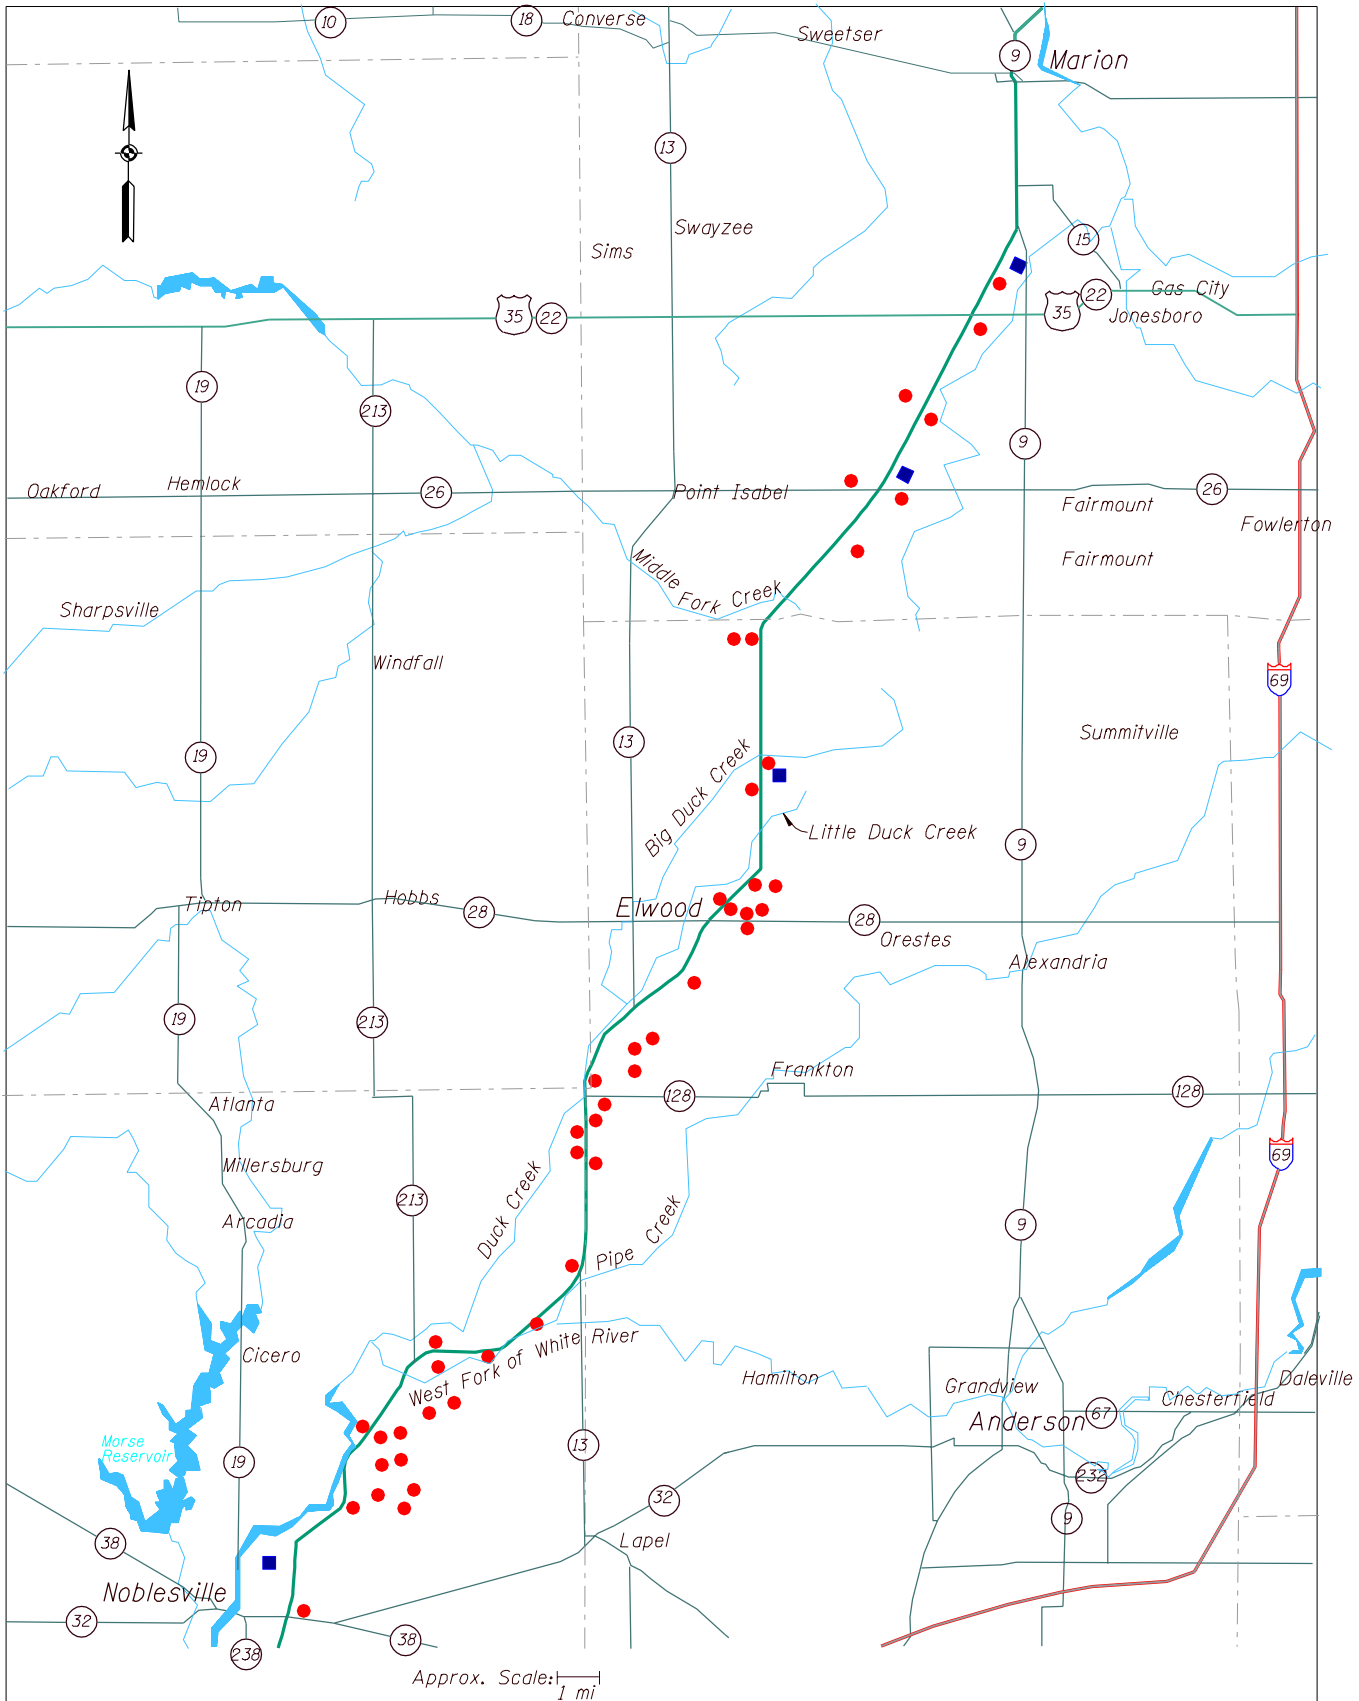 10
18
Converse
Sweetser
9
Marion
13
Swayzee
Sims
15
22
Gas City
35
22
35
Jonesboro
19
213
9
Oakford
Hemlock
26
Point Isabel
26
Fairmount
Fowlerton
Middle Fork Creek
Fairmount
Sharpsville
Windfall
69
Summitville
13
19
Big Duck Creek
Little Duck Creek
9
Tipton
Hobbs
28
Elwood
28
Orestes
Alexandria
19
213
Frankton
128
128
Atlanta
Millersburg
69
213
Duck Creek
Pipe Creek
Arcadia
9
West Fork of White River
Cicero
Hamilton
Grandview
Daleville
Chesterfield
67
Anderson
Morse
Reservoir
13
19
232
32
9
38
Lapel
Noblesville
32
38
238
Approx. Scale:
1 mi